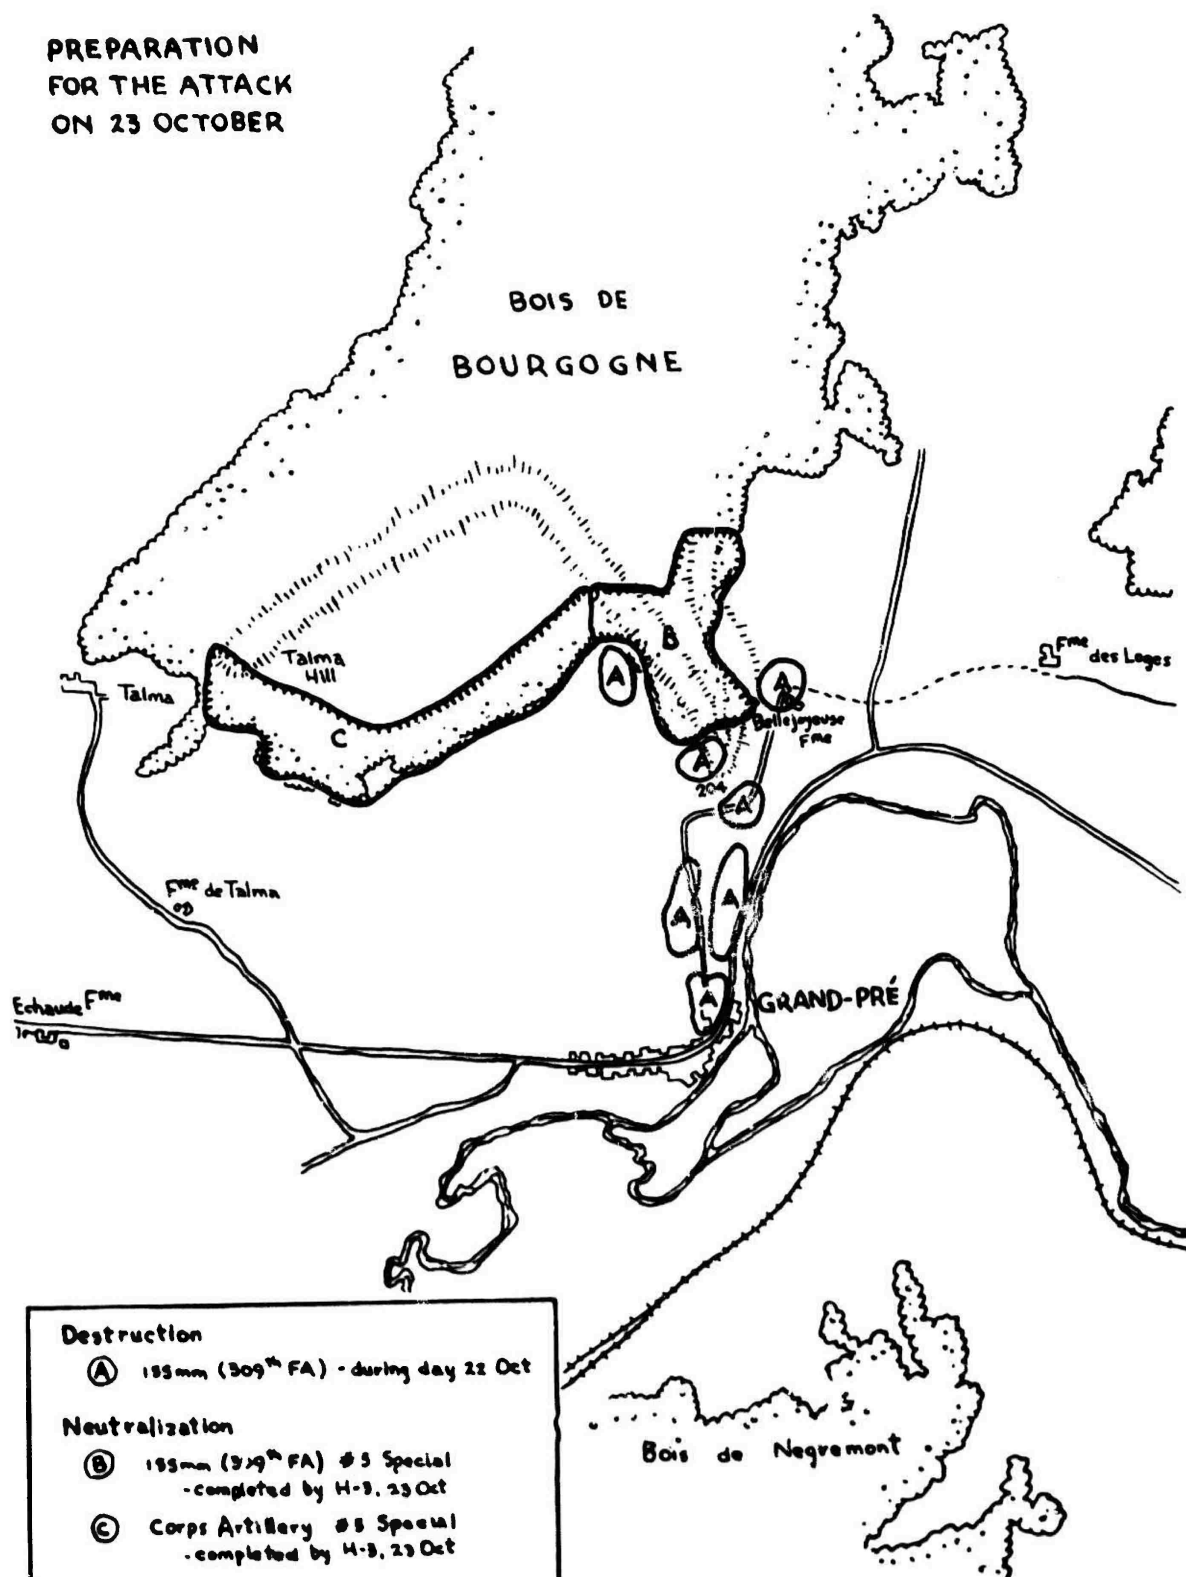 PREPARATION
FOR THE ATTACK
ON 23 OCTOBER
BOIS DE
BOURGOGNE
Talma
Hill
Talma
B
A
C
A
Bellejoyeuse
Fme
Fme des Loges
A
204
A
Fme de Talma
A
A
A
GRAND-PRÉ
Echaude Fme
Bois de Negremont
Destruction
A 155mm (309th FA) - during day 22 Oct
Neutralization
B 155mm (309th FA) #5 Special
- completed by H-3, 23 Oct
C Corps Artillery #5 Special
- completed by H-3, 23 Oct